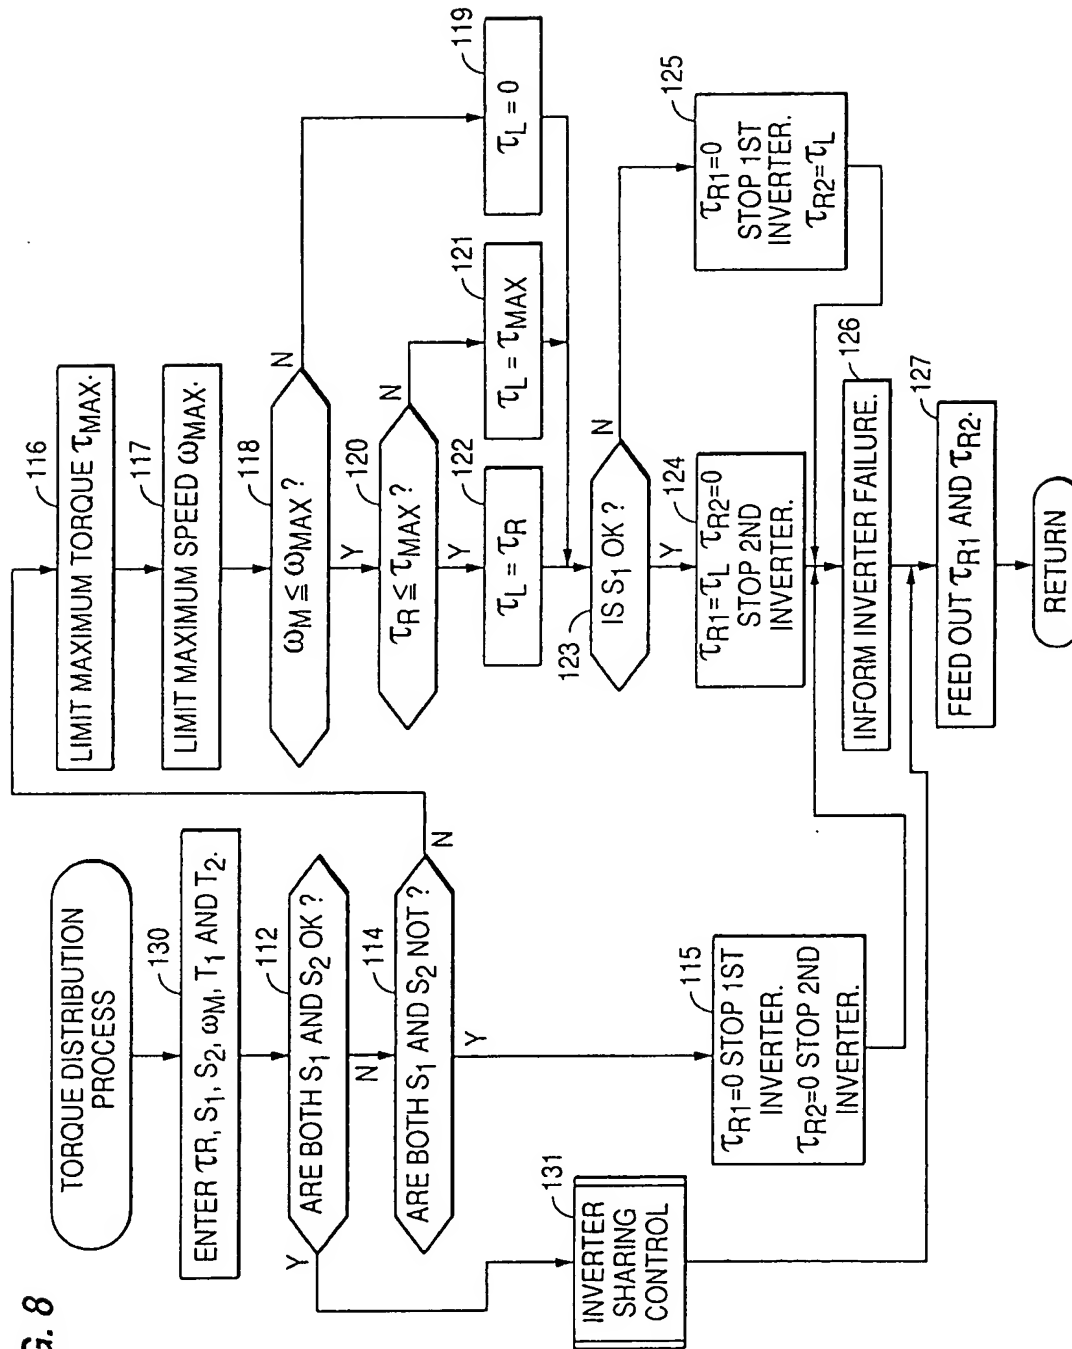 G. 8
TORQUE DISTRIBUTION
PROCESS
130
ENTER τR, S1, S2, ωM, T1 AND T2.
112
ARE BOTH S1 AND S2 OK ?
Y
N
114
ARE BOTH S1 AND S2 NOT ?
N
Y
131
INVERTER
SHARING
CONTROL
115
τR1=0 STOP 1ST
INVERTER.
τR2=0 STOP 2ND
INVERTER.
116
LIMIT MAXIMUM TORQUE τMAX.
117
LIMIT MAXIMUM SPEED ωMAX.
118
ωM ≦ ωMAX ?
N
Y
120
τR ≦ τMAX ?
N
Y
122
τL = τR
121
τL = τMAX
119
τL = 0
123
IS S1 OK ?
N
Y
124
τR1=τL τR2=0
STOP 2ND
INVERTER.
125
τR1=0
STOP 1ST
INVERTER.
τR2=τL
126
INFORM INVERTER FAILURE.
127
FEED OUT τR1 AND τR2.
RETURN